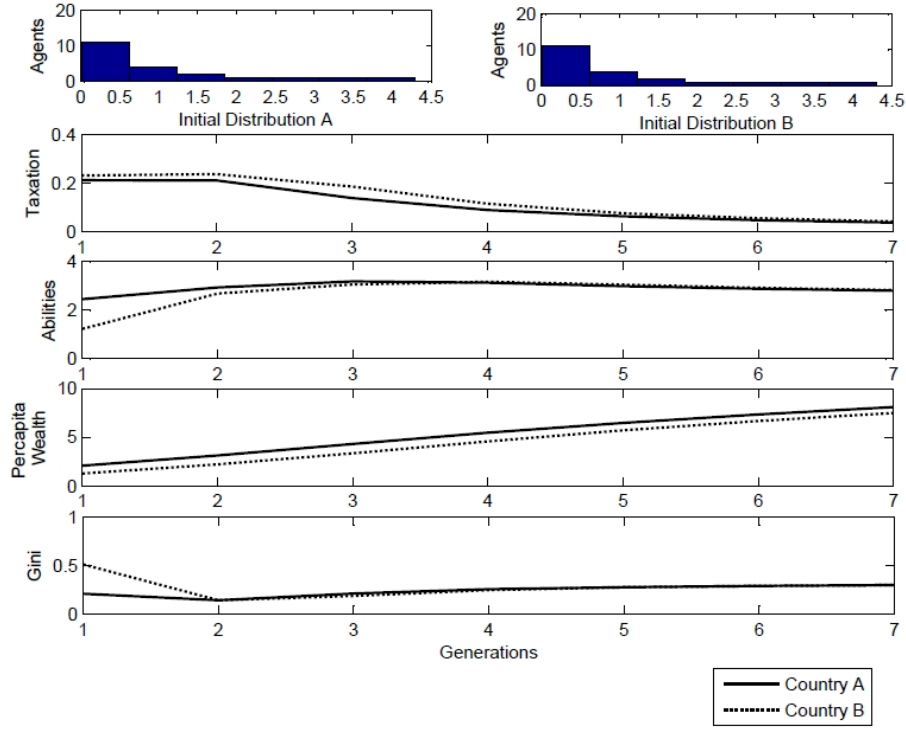 20
10
0
Agents
0 0.5 1 1.5 2 2.5 3 3.5 4 4.5
Initial Distribution A
20
10
0
Agents
0 0.5 1 1.5 2 2.5 3 3.5 4 4.5
Initial Distribution B
0.4
0.2
0
Taxation
1 2 3 4 5 6 7
4
2
0
Abilities
1 2 3 4 5 6 7
10
5
0
Percapita
Wealth
1 2 3 4 5 6 7
1
0.5
0
Gini
1 2 3 4 5 6 7
Generations
Country A
Country B